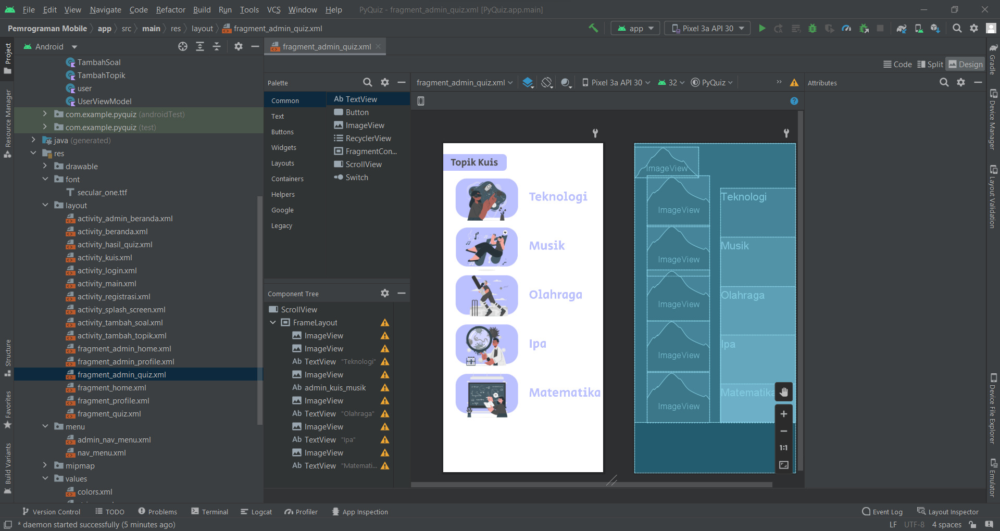 File Edit View Navigate Code Refactor Build Run Tools VCS Window Help PyQuiz - fragment_admin_quiz.xml [PyQuiz.app.main]
Pemrograman Mobile app src main res layout fragment_admin_quiz.xml app Pixel 3a API 30
Project
Resource Manager
Structure
Favorites
Build Variants
Android
TambahSoal
TambahTopik
user
UserViewModel
com.example.pyquiz (androidTest)
com.example.pyquiz (test)
java (generated)
res
drawable
font
secular_one.ttf
layout
activity_admin_beranda.xml
activity_beranda.xml
activity_hasil_quiz.xml
activity_kuis.xml
activity_login.xml
activity_main.xml
activity_registrasi.xml
activity_splash_screen.xml
activity_tambah_soal.xml
activity_tambah_topik.xml
fragment_admin_home.xml
fragment_admin_profile.xml
fragment_admin_quiz.xml
fragment_home.xml
fragment_profile.xml
fragment_quiz.xml
menu
admin_nav_menu.xml
nav_menu.xml
mipmap
values
colors.xml
fragment_admin_quiz.xml
Code Split Design
Palette
Common
Text
Buttons
Widgets
Layouts
Containers
Helpers
Google
Legacy
Ab TextView
Button
ImageView
RecyclerView
FragmentCon...
ScrollView
Switch
Component Tree
ScrollView
FrameLayout
ImageView
ImageView
Ab TextView "Teknologi"
ImageView
Ab admin_kuis_musik
ImageView
Ab TextView "Olahraga"
ImageView
Ab TextView "Ipa"
ImageView
Ab TextView "Matemati...
fragment_admin_quiz.xml Pixel 3a API 30 32 PyQuiz
Topik Kuis
Teknologi
Musik
Olahraga
Ipa
Matematika
ImageView
ImageView
Teknologi
ImageView
Musik
ImageView
Olahraga
ImageView
Ipa
ImageView
Matematika
1:1
Attributes
Gradle
Device Manager
Layout Validation
Device File Explorer
Emulator
Version Control TODO Problems Terminal Logcat Profiler App Inspection Event Log Layout Inspector
* daemon started successfully (5 minutes ago) LF UTF-8 4 spaces